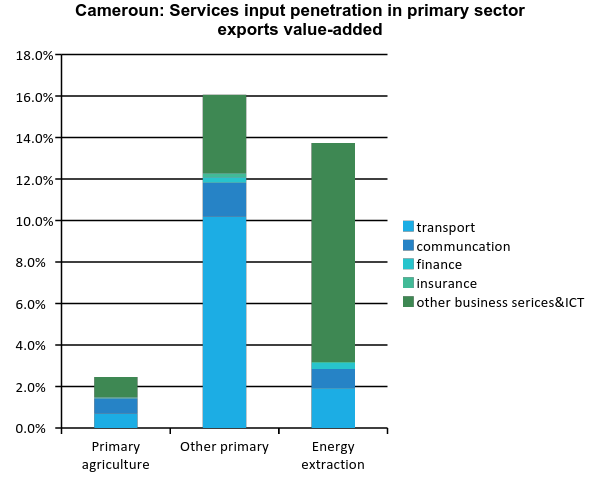 Cameroun: Services input penetration in primary sector
exports value-added
18.0%
16.0%
14.0%
12.0%
10.0%
8.0%
6.0%
4.0%
2.0%
0.0%
Primary
agriculture
Other primary
Energy
extraction
transport
communcation
finance
insurance
other business serices&ICT